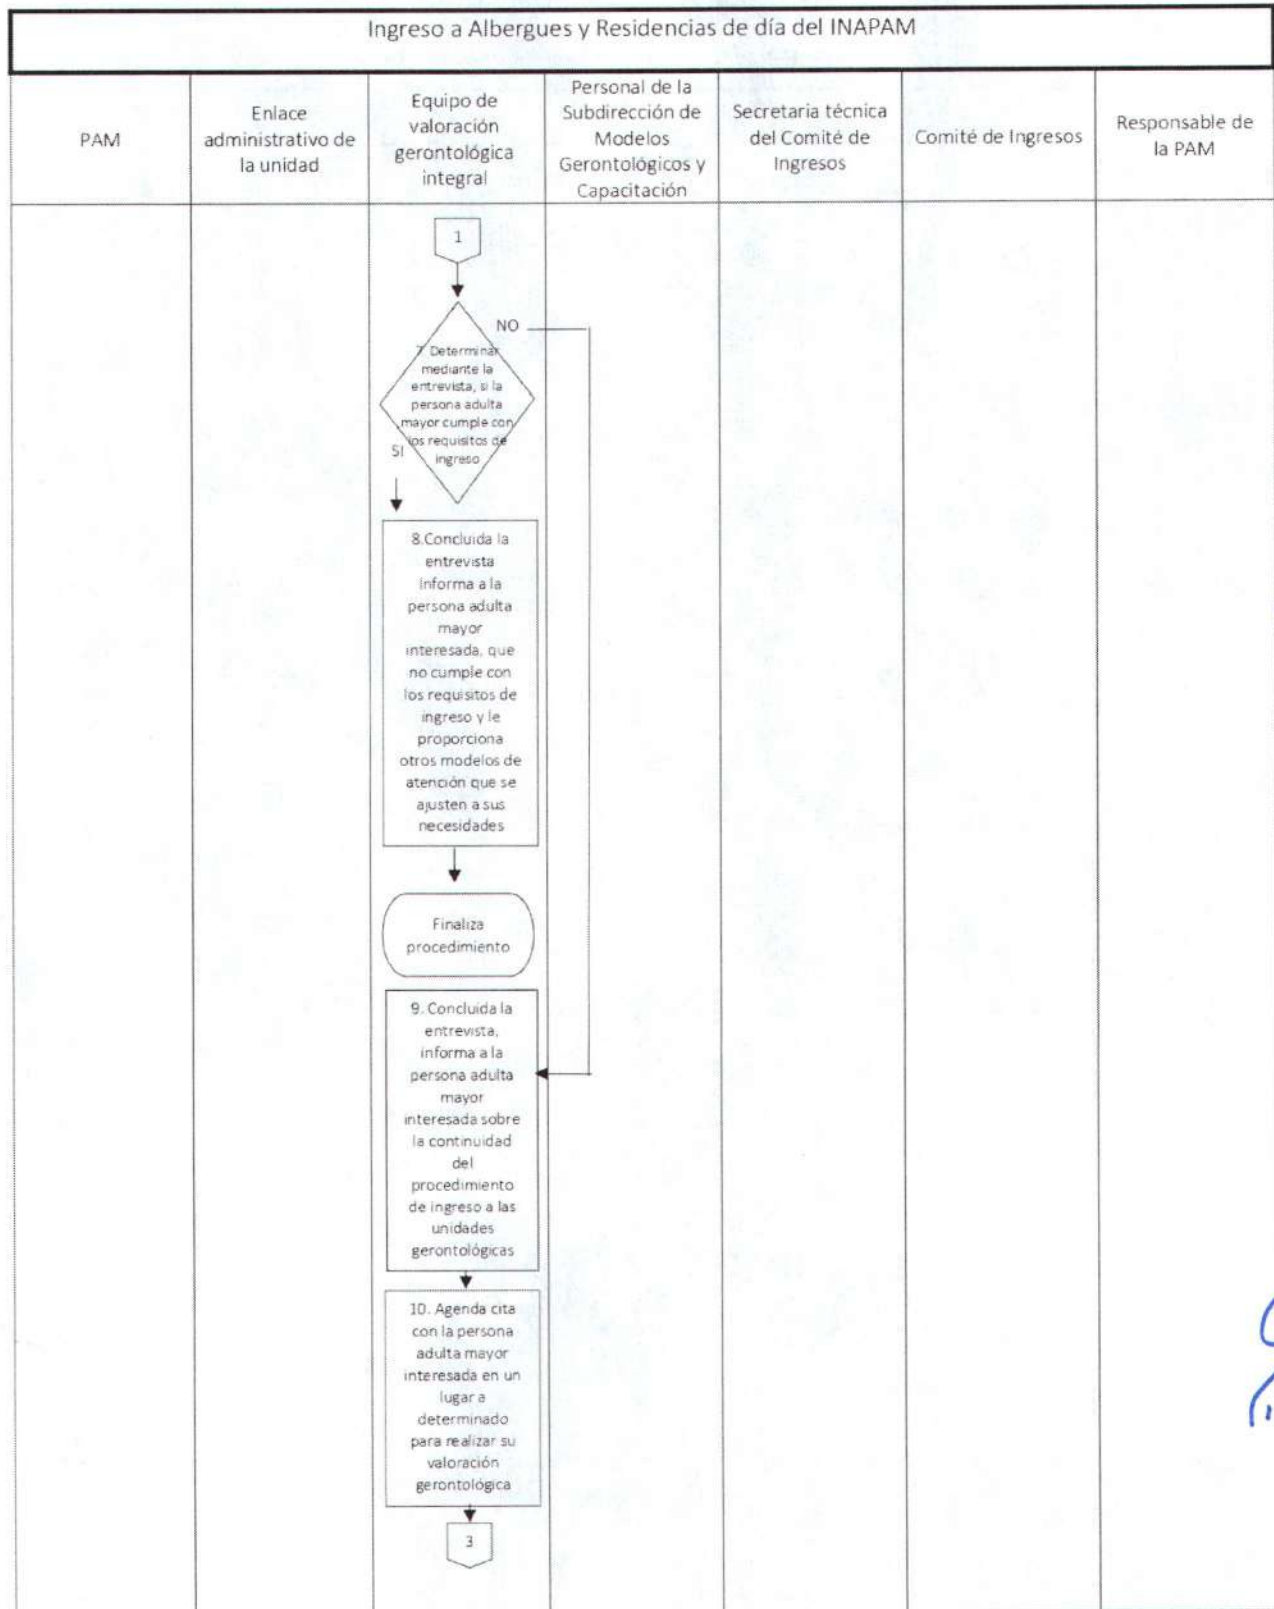 Ingreso a Albergues y Residencias de día del INAPAM
PAM
Enlace
administrativo de
la unidad
Equipo de
valoración
gerontológica
integral
Personal de la
Subdirección de
Modelos
Gerontológicos y
Capacitación
Secretaria técnica
del Comité de
Ingresos
Comité de Ingresos
Responsable de
la PAM
1
NO
7 Determinar
mediante la
entrevista, si la
persona adulta
mayor cumple con
los requisitos de
ingreso
SI
8.Concluida la
entrevista
informa a la
persona adulta
mayor
interesada, que
no cumple con
los requisitos de
ingreso y le
proporciona
otros modelos de
atención que se
ajusten a sus
necesidades
Finaliza
procedimiento
9. Concluida la
entrevista,
informa a la
persona adulta
mayor
interesada sobre
la continuidad
del
procedimiento
de ingreso a las
unidades
gerontológicas
10. Agenda cita
con la persona
adulta mayor
interesada en un
lugar a
determinado
para realizar su
valoración
gerontológica
3